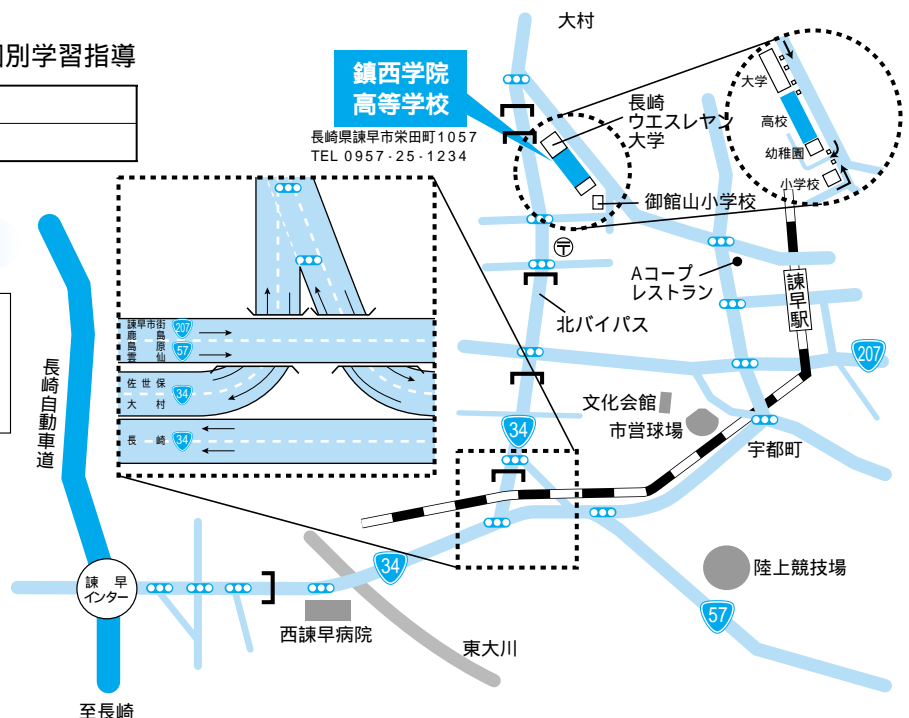 別学習指導
大村
鎮西学院
高等学校
長崎県諫早市栄田町1057
TEL 0957-25-1234
長崎
ウエスレヤン
大学
御館山小学校
大学
高校
幼稚園
小学校
〒
Aコープ
レストラン
諫早駅
北バイパス
207
諫早市街
鹿島
島原
雲仙
207
57
佐世保
大村
34
長崎
34
長崎自動車道
文化会館
市営球場
宇都町
34
諫早
インター
34
西諫早病院
東大川
陸上競技場
57
至長崎